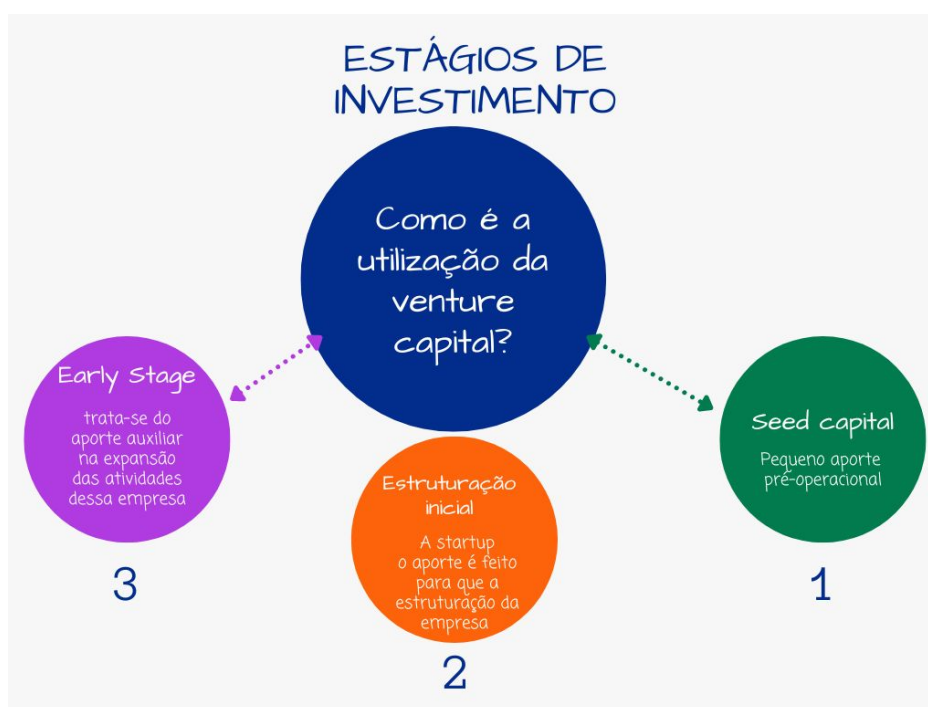 ESTÁGIOS DE
INVESTIMENTO
Como é a
utilização da
venture
capital?
Early Stage
trata-se do
aporte auxiliar
na expansão
das atividades
dessa empresa
3
Estruturação
inicial
A startup
o aporte é feito
para que a
estruturação da
empresa
2
Seed capital
Pequeno aporte
pré-operacional
1